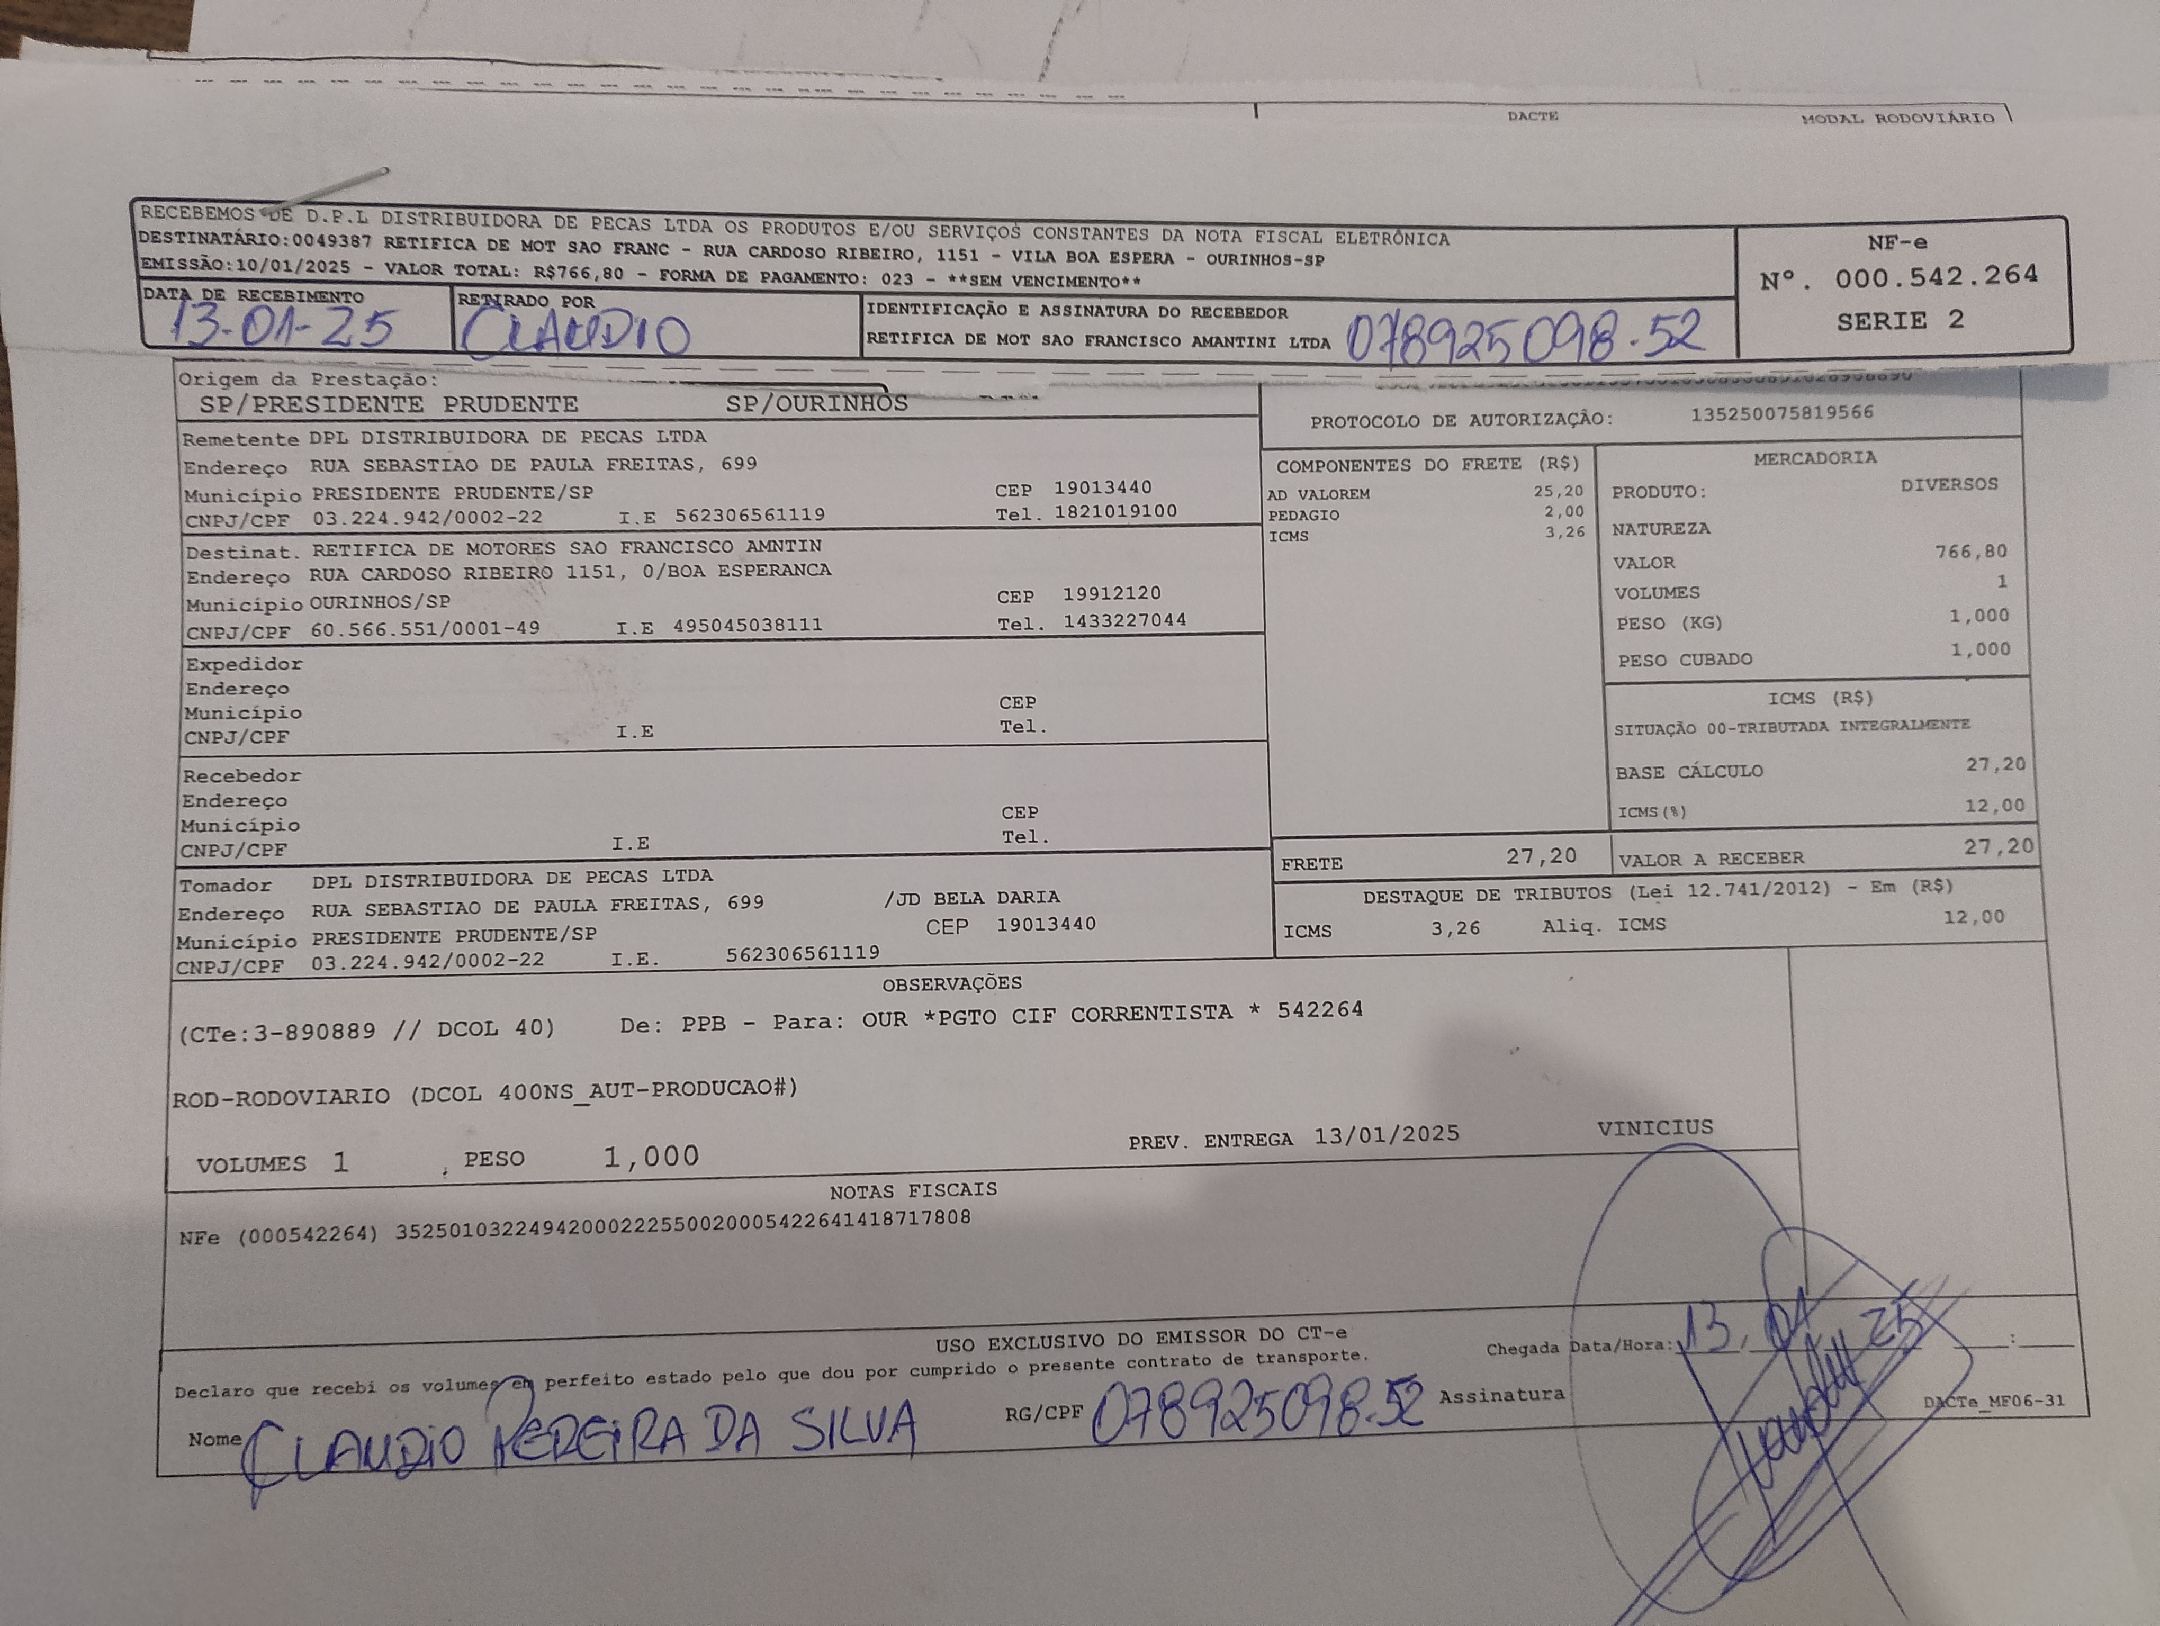 DACTE MODAL RODOVIÁRIO
RECEBEMOS DE D.P.L DISTRIBUIDORA DE PECAS LTDA OS PRODUTOS E/OU SERVIÇOS CONSTANTES DA NOTA FISCAL ELETRÔNICA
DESTINATÁRIO:0049387 RETIFICA DE MOT SAO FRANC - RUA CARDOSO RIBEIRO, 1151 - VILA BOA ESPERA - OURINHOS-SP
EMISSÃO:10/01/2025 - VALOR TOTAL: R$766,80 - FORMA DE PAGAMENTO: 023 - **SEM VENCIMENTO**
NF-e
Nº. 000.542.264
SERIE 2
DATA DE RECEBIMENTO
13-01-25
RETIRADO POR
CLAUDIO
IDENTIFICAÇÃO E ASSINATURA DO RECEBEDOR
RETIFICA DE MOT SAO FRANCISCO AMANTINI LTDA 078925098.52
Origem da Prestação:
SP/PRESIDENTE PRUDENTE SP/OURINHOS
PROTOCOLO DE AUTORIZAÇÃO: 135250075819566
Remetente DPL DISTRIBUIDORA DE PECAS LTDA
Endereço RUA SEBASTIAO DE PAULA FREITAS, 699
Município PRESIDENTE PRUDENTE/SP CEP 19013440
CNPJ/CPF 03.224.942/0002-22 I.E 562306561119 Tel. 1821019100
Destinat. RETIFICA DE MOTORES SAO FRANCISCO AMNTIN
Endereço RUA CARDOSO RIBEIRO 1151, 0/BOA ESPERANCA
Município OURINHOS/SP CEP 19912120
CNPJ/CPF 60.566.551/0001-49 I.E 495045038111 Tel. 1433227044
Expedidor
Endereço
Município CEP
CNPJ/CPF I.E Tel.
Recebedor
Endereço
Município CEP
CNPJ/CPF I.E Tel.
Tomador DPL DISTRIBUIDORA DE PECAS LTDA
Endereço RUA SEBASTIAO DE PAULA FREITAS, 699 /JD BELA DARIA
Município PRESIDENTE PRUDENTE/SP CEP 19013440
CNPJ/CPF 03.224.942/0002-22 I.E. 562306561119
COMPONENTES DO FRETE (R$)
AD VALOREM 25,20
PEDAGIO 2,00
ICMS 3,26
MERCADORIA
PRODUTO: DIVERSOS
NATUREZA
VALOR 766,80
VOLUMES 1
PESO (KG) 1,000
PESO CUBADO 1,000
ICMS (R$)
SITUAÇÃO 00-TRIBUTADA INTEGRALMENTE
BASE CÁLCULO 27,20
ICMS(%) 12,00
FRETE 27,20 VALOR A RECEBER 27,20
DESTAQUE DE TRIBUTOS (Lei 12.741/2012) - Em (R$)
ICMS 3,26 Aliq. ICMS 12,00
OBSERVAÇÕES
(CTe:3-890889 // DCOL 40) De: PPB - Para: OUR *PGTO CIF CORRENTISTA * 542264
ROD-RODOVIARIO (DCOL 400NS_AUT-PRODUCAO#)
VOLUMES 1 PESO 1,000 PREV. ENTREGA 13/01/2025 VINICIUS
NOTAS FISCAIS
NFe (000542264) 35250103224942000222550020005422641418717808
USO EXCLUSIVO DO EMISSOR DO CT-e
Chegada Data/Hora: 13, 01 25 :
Declaro que recebi os volumes em perfeito estado pelo que dou por cumprido o presente contrato de transporte.
Nome CLAUDIO PEREIRA DA SILVA RG/CPF 078925098.52 Assinatura
DACTe_MF06-31